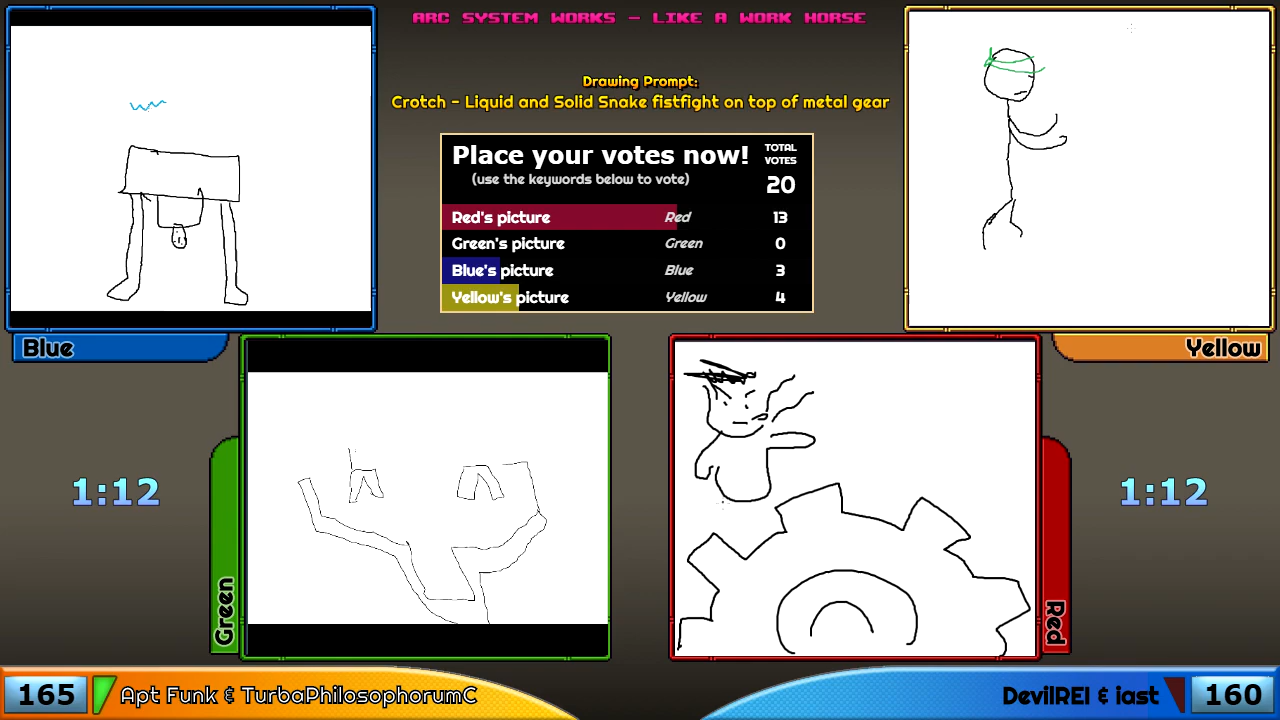 ARC SYSTEM WORKS - LIKE A WORK HORSE
Drawing Prompt:
Crotch - Liquid and Solid Snake fistfight on top of metal gear
Place your votes now!
(use the keywords below to vote)
TOTAL VOTES
20
Red's picture Red 13
Green's picture Green 0
Blue's picture Blue 3
Yellow's picture Yellow 4
Blue
Yellow
1:12
1:12
Green
Red
165 Apt Funk & TurbaPhilosophorumC
DevilREI & iast 160